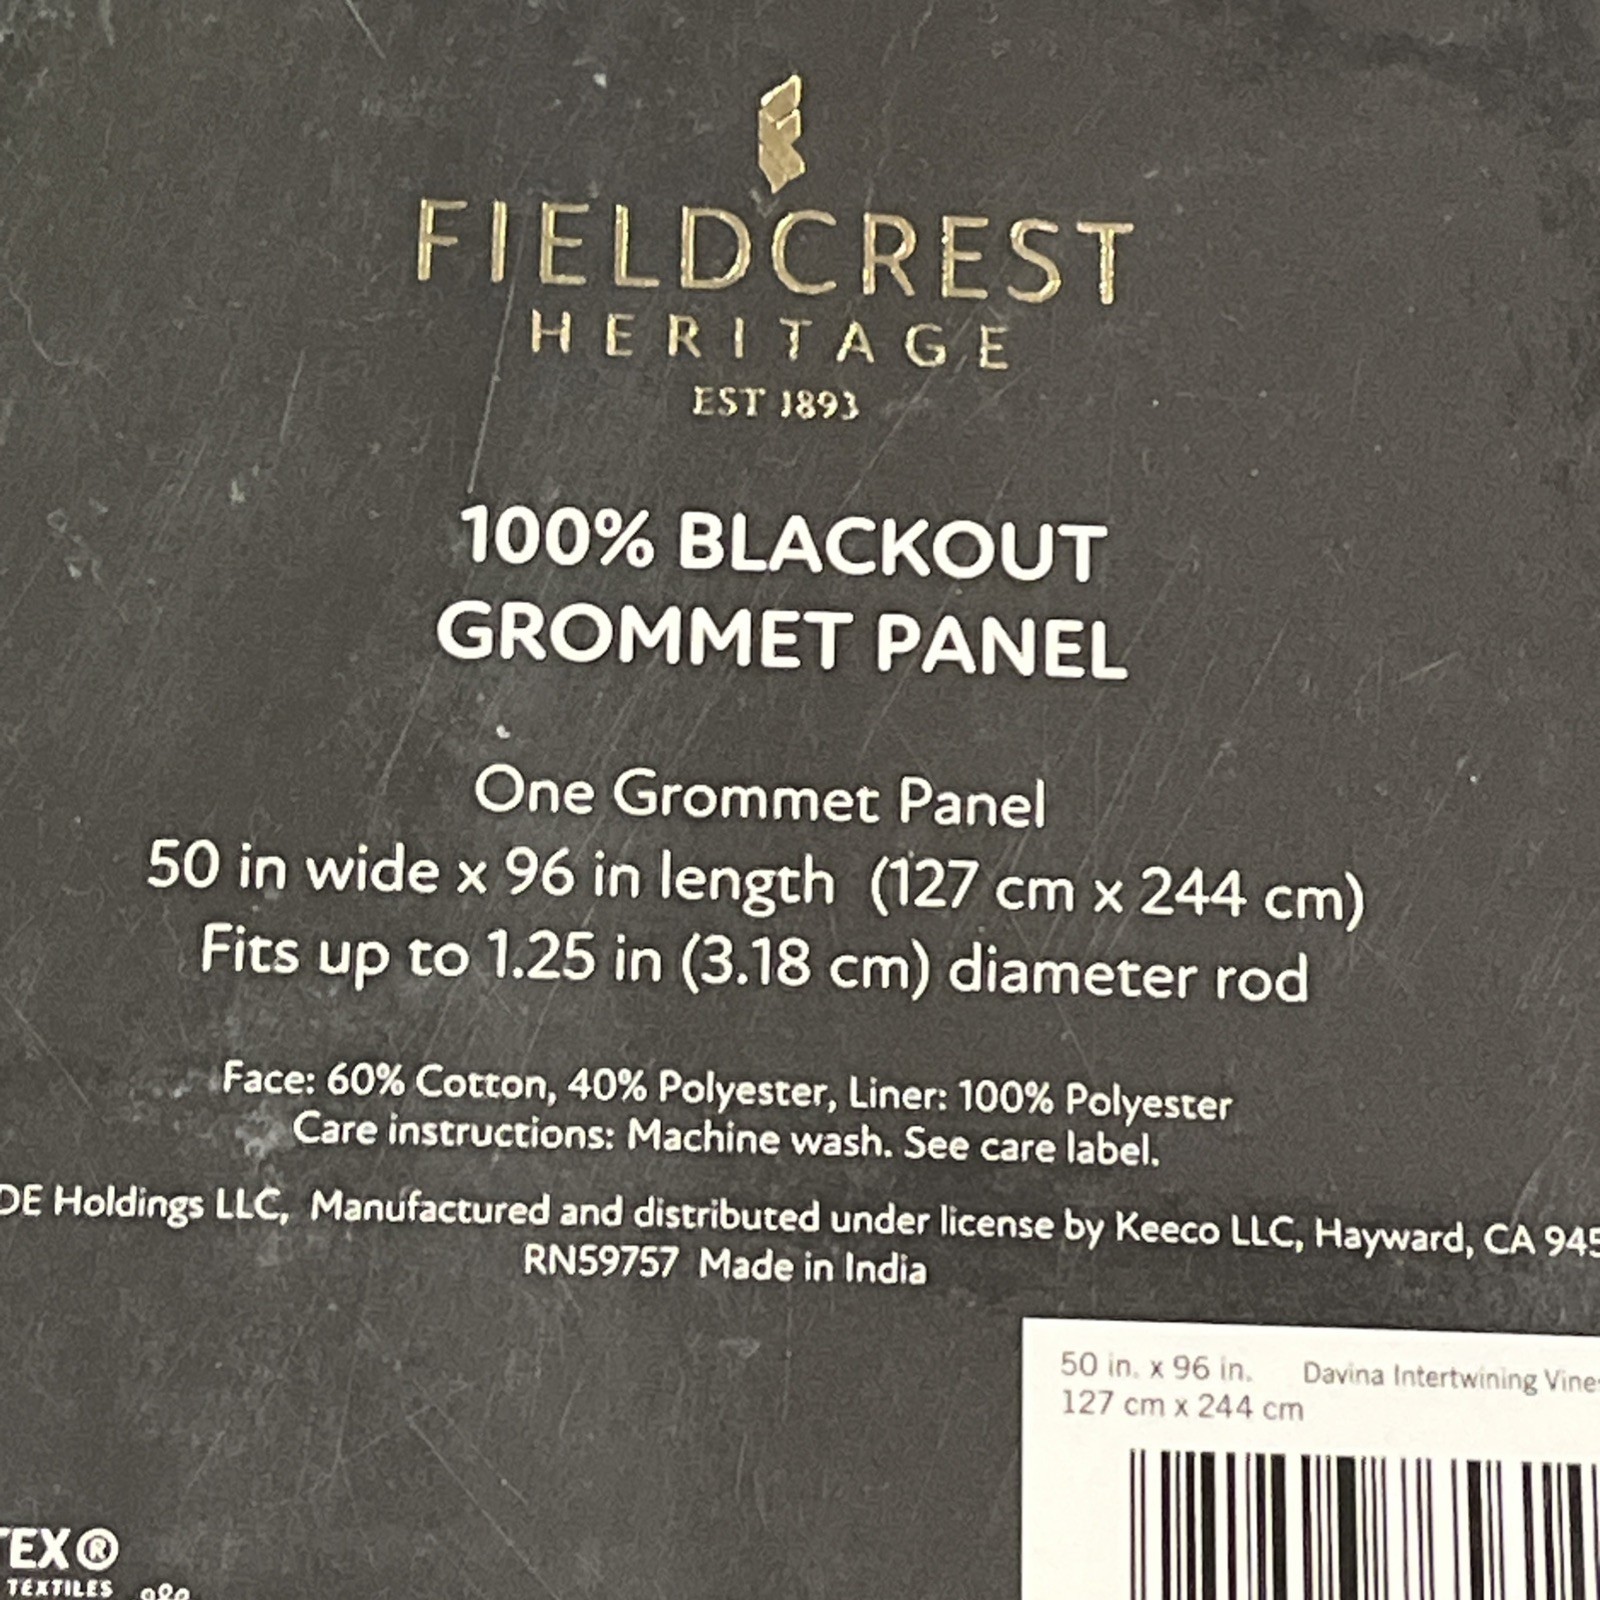 FIELDCREST
HERITAGE
EST 1893
100% BLACKOUT
GROMMET PANEL
One Grommet Panel
50 in wide x 96 in length (127 cm x 244 cm)
Fits up to 1.25 in (3.18 cm) diameter rod
Face: 60% Cotton, 40% Polyester, Liner: 100% Polyester
Care instructions: Machine wash. See care label.
DE Holdings LLC, Manufactured and distributed under license by Keeco LLC, Hayward, CA 945
RN59757 Made in India
50 in. x 96 in. Davina Intertwining Vine
127 cm x 244 cm
TEX®
TEXTILES